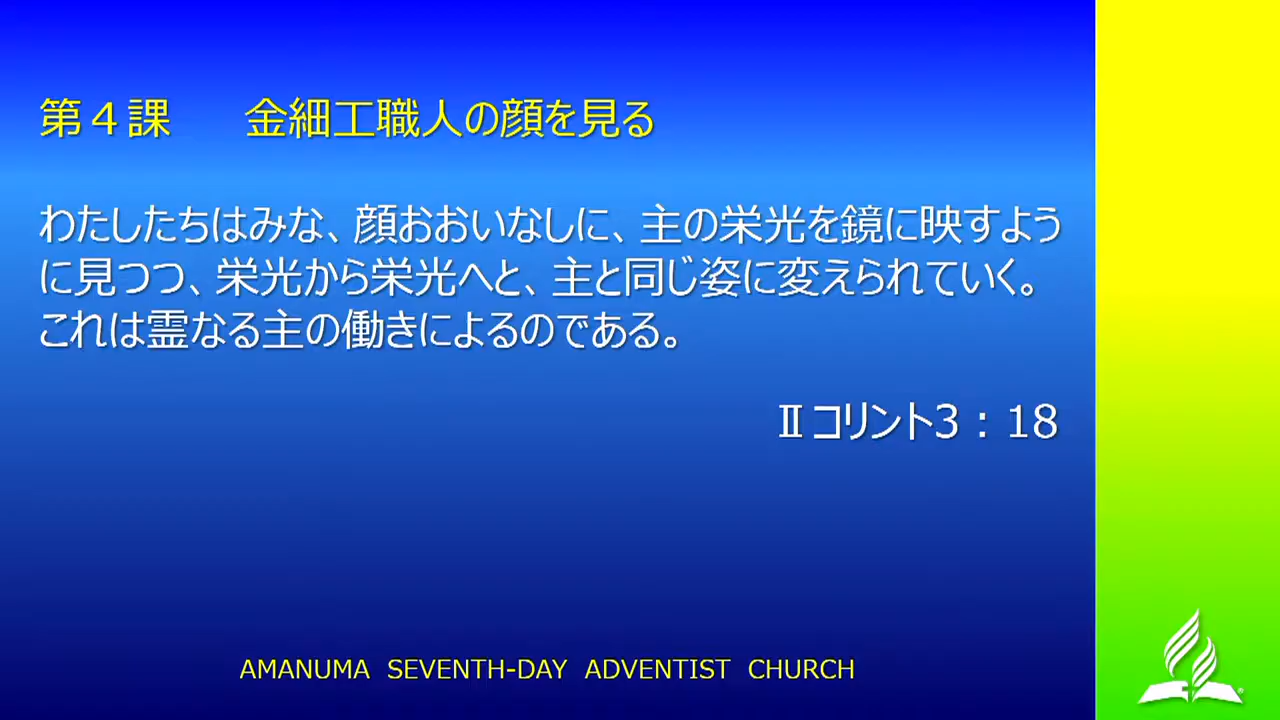 第４課　　金細工職人の顔を見る
わたしたちはみな、顔おおいなしに、主の栄光を鏡に映すよう
に見つつ、栄光から栄光へと、主と同じ姿に変えられていく。
これは霊なる主の働きによるのである。
Ⅱコリント3：18
AMANUMA SEVENTH-DAY ADVENTIST CHURCH